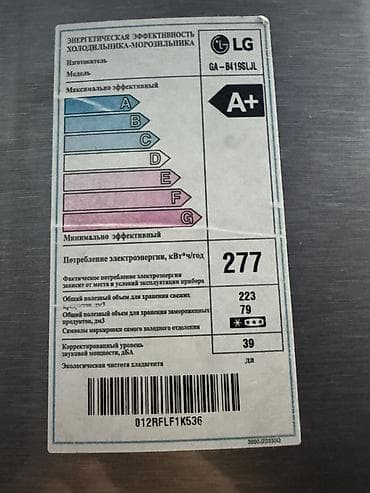 ЭНЕРГЕТИЧЕСКАЯ ЭФФЕКТИВНОСТЬ
ХОЛОДИЛЬНИКА-МОРОЗИЛЬНИКА
LG
Изготовитель
Модель
GA-B419SLJL
Максимально эффективный
A
B
C
D
E
F
G
A+
Минимально эффективный
Потребление электроэнергии, кВт*ч/год
277
Фактическое потребление электроэнергии
зависит от места и условий эксплуатации прибора
Общий полезный объем для хранения свежих
223
Общий полезный объем для хранения замороженных
продуктов, дм3
79
Символы маркировки самого холодного отделения
Корректированный уровень
звуковой мощности, дБА
39
Экологическая чистота хладагента
да
012RFLF1K536